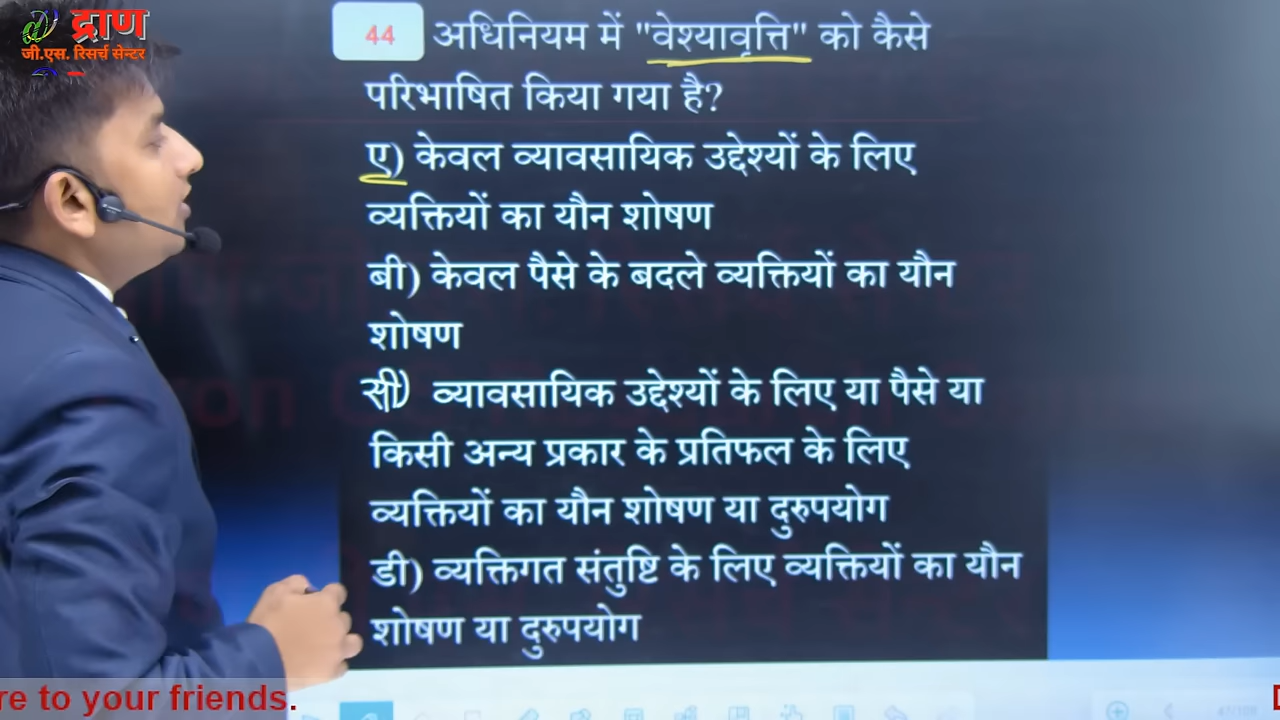 द्राण
जी.एस. रिसर्च सेन्टर
44 अधिनियम में "वेश्यावृत्ति" को कैसे
परिभाषित किया गया है?
ए) केवल व्यावसायिक उद्देश्यों के लिए
व्यक्तियों का यौन शोषण
बी) केवल पैसे के बदले व्यक्तियों का यौन
शोषण
सी) व्यावसायिक उद्देश्यों के लिए या पैसे या
किसी अन्य प्रकार के प्रतिफल के लिए
व्यक्तियों का यौन शोषण या दुरुपयोग
डी) व्यक्तिगत संतुष्टि के लिए व्यक्तियों का यौन
शोषण या दुरुपयोग
re to your friends.